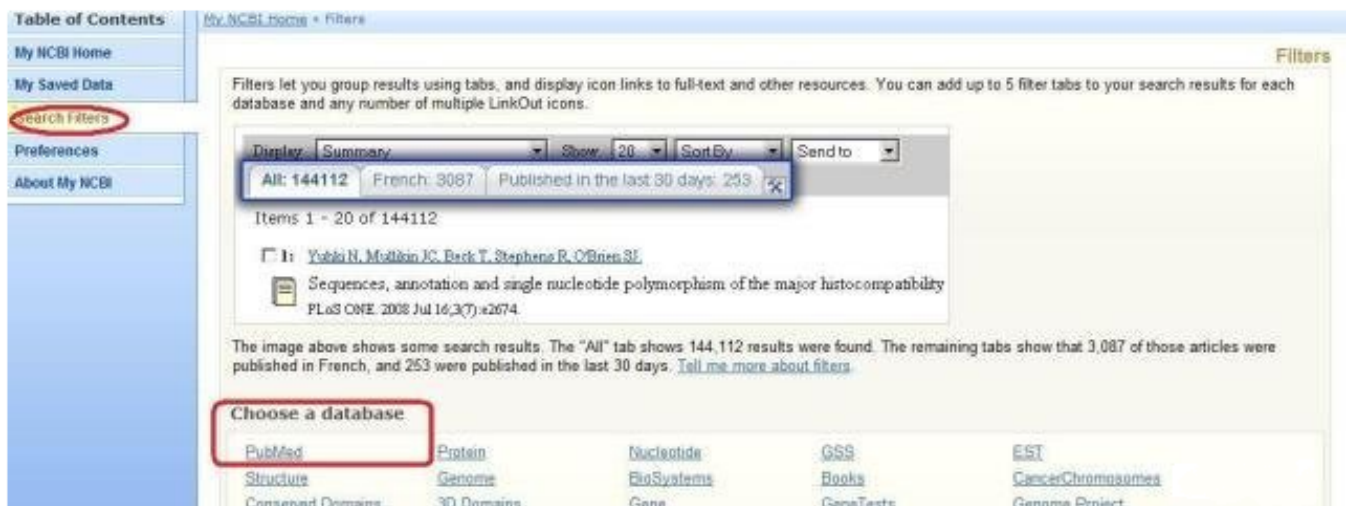 Table of Contents
My NCBI Home
My Saved Data
Search Filters
Preferences
About My NCBI
My NCBI Home » Filters
Filters
Filters let you group results using tabs, and display icon links to full-text and other resources. You can add up to 5 filter tabs to your search results for each
database and any number of multiple LinkOut icons.
Display Summary Show 20 Sort By Send to
All: 144112 French: 3087 Published in the last 30 days: 253
Items 1 - 20 of 144112
1: Yuhki N, Mullikin JC, Beck T, Stephens R, O'Brien SJ.
Sequences, annotation and single nucleotide polymorphism of the major histocompatibility
PLoS ONE. 2008 Jul 16;3(7):e2674.
The image above shows some search results. The "All" tab shows 144,112 results were found. The remaining tabs show that 3,087 of those articles were
published in French, and 253 were published in the last 30 days. Tell me more about filters.
Choose a database
PubMed Protein Nucleotide GSS EST
Structure Genome BioSystems Books CancerChromosomes
Conserved Domains 3D Domains Gene GeneTests Genome Project